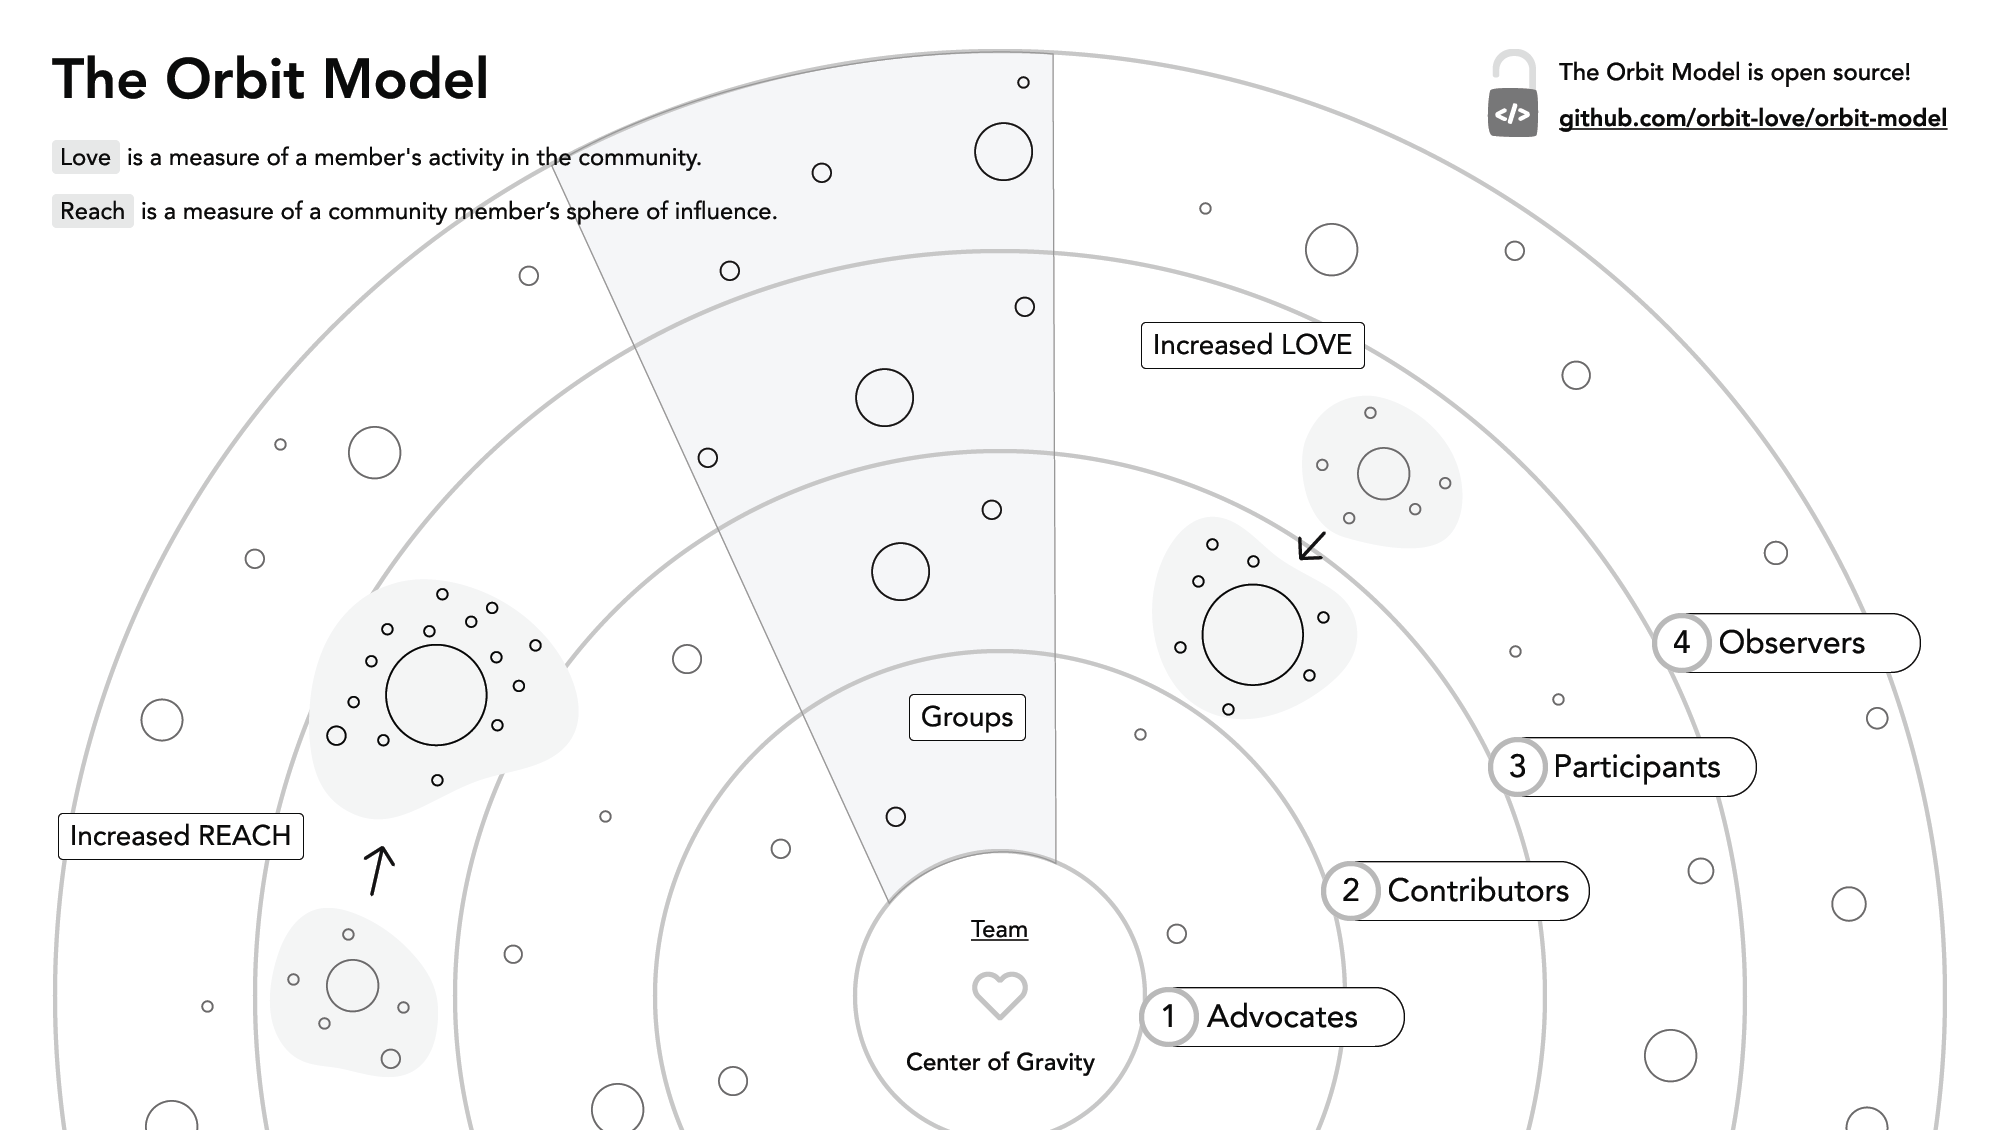 The Orbit Model
Love is a measure of a member's activity in the community.
Reach is a measure of a community member’s sphere of influence.
The Orbit Model is open source!
</>
github.com/orbit-love/orbit-model
Increased LOVE
4 Observers
Groups
3 Participants
Increased REACH
2 Contributors
Team
1 Advocates
Center of Gravity